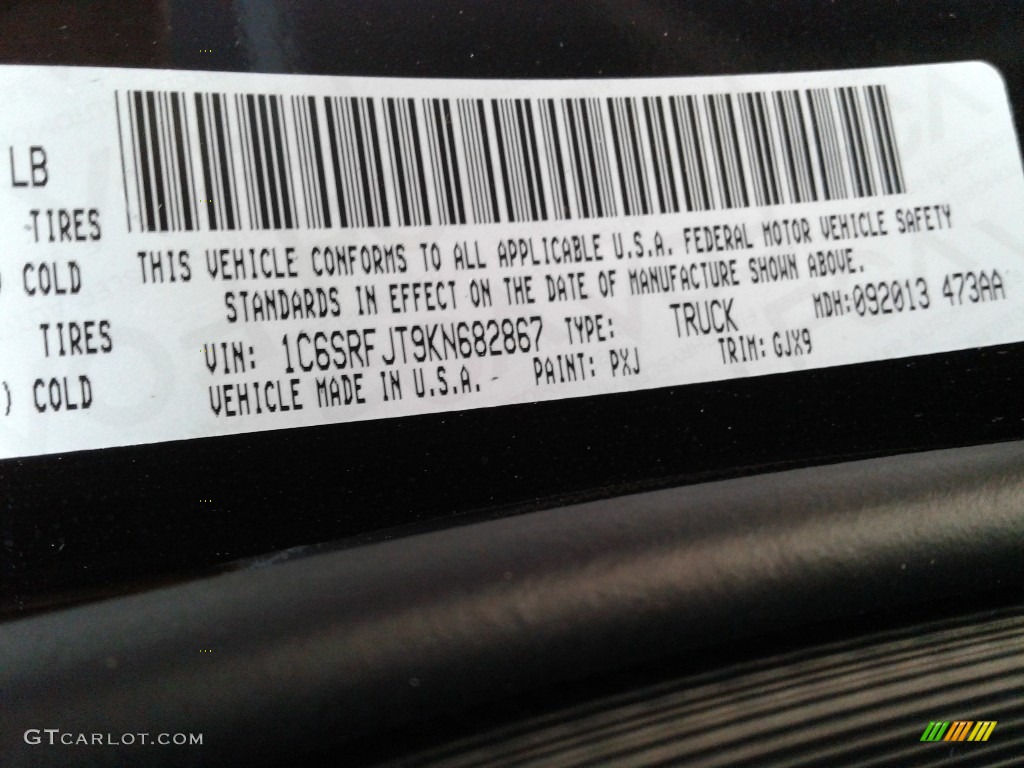 LB
TIRES
COLD
TIRES
) COLD
THIS VEHICLE CONFORMS TO ALL APPLICABLE U.S.A. FEDERAL MOTOR VEHICLE SAFETY
STANDARDS IN EFFECT ON THE DATE OF MANUFACTURE SHOWN ABOVE.
VIN: 1C6SRFJT9KN682867 TYPE: TRUCK MDH:092013 473AA
VEHICLE MADE IN U.S.A. - PAINT: PXJ TRIM: GJX9
GTCARLOT.COM